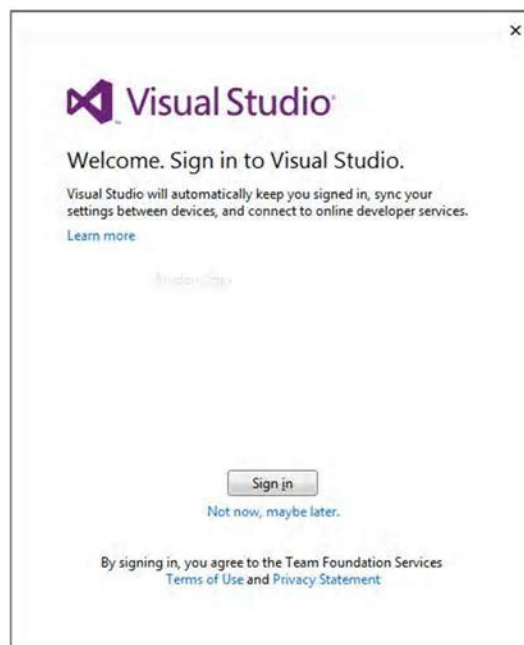 Visual Studio
Welcome. Sign in to Visual Studio.
Visual Studio will automatically keep you signed in, sync your
settings between devices, and connect to online developer services.
Learn more
Sign in
Not now, maybe later.
By signing in, you agree to the Team Foundation Services
Terms of Use and Privacy Statement